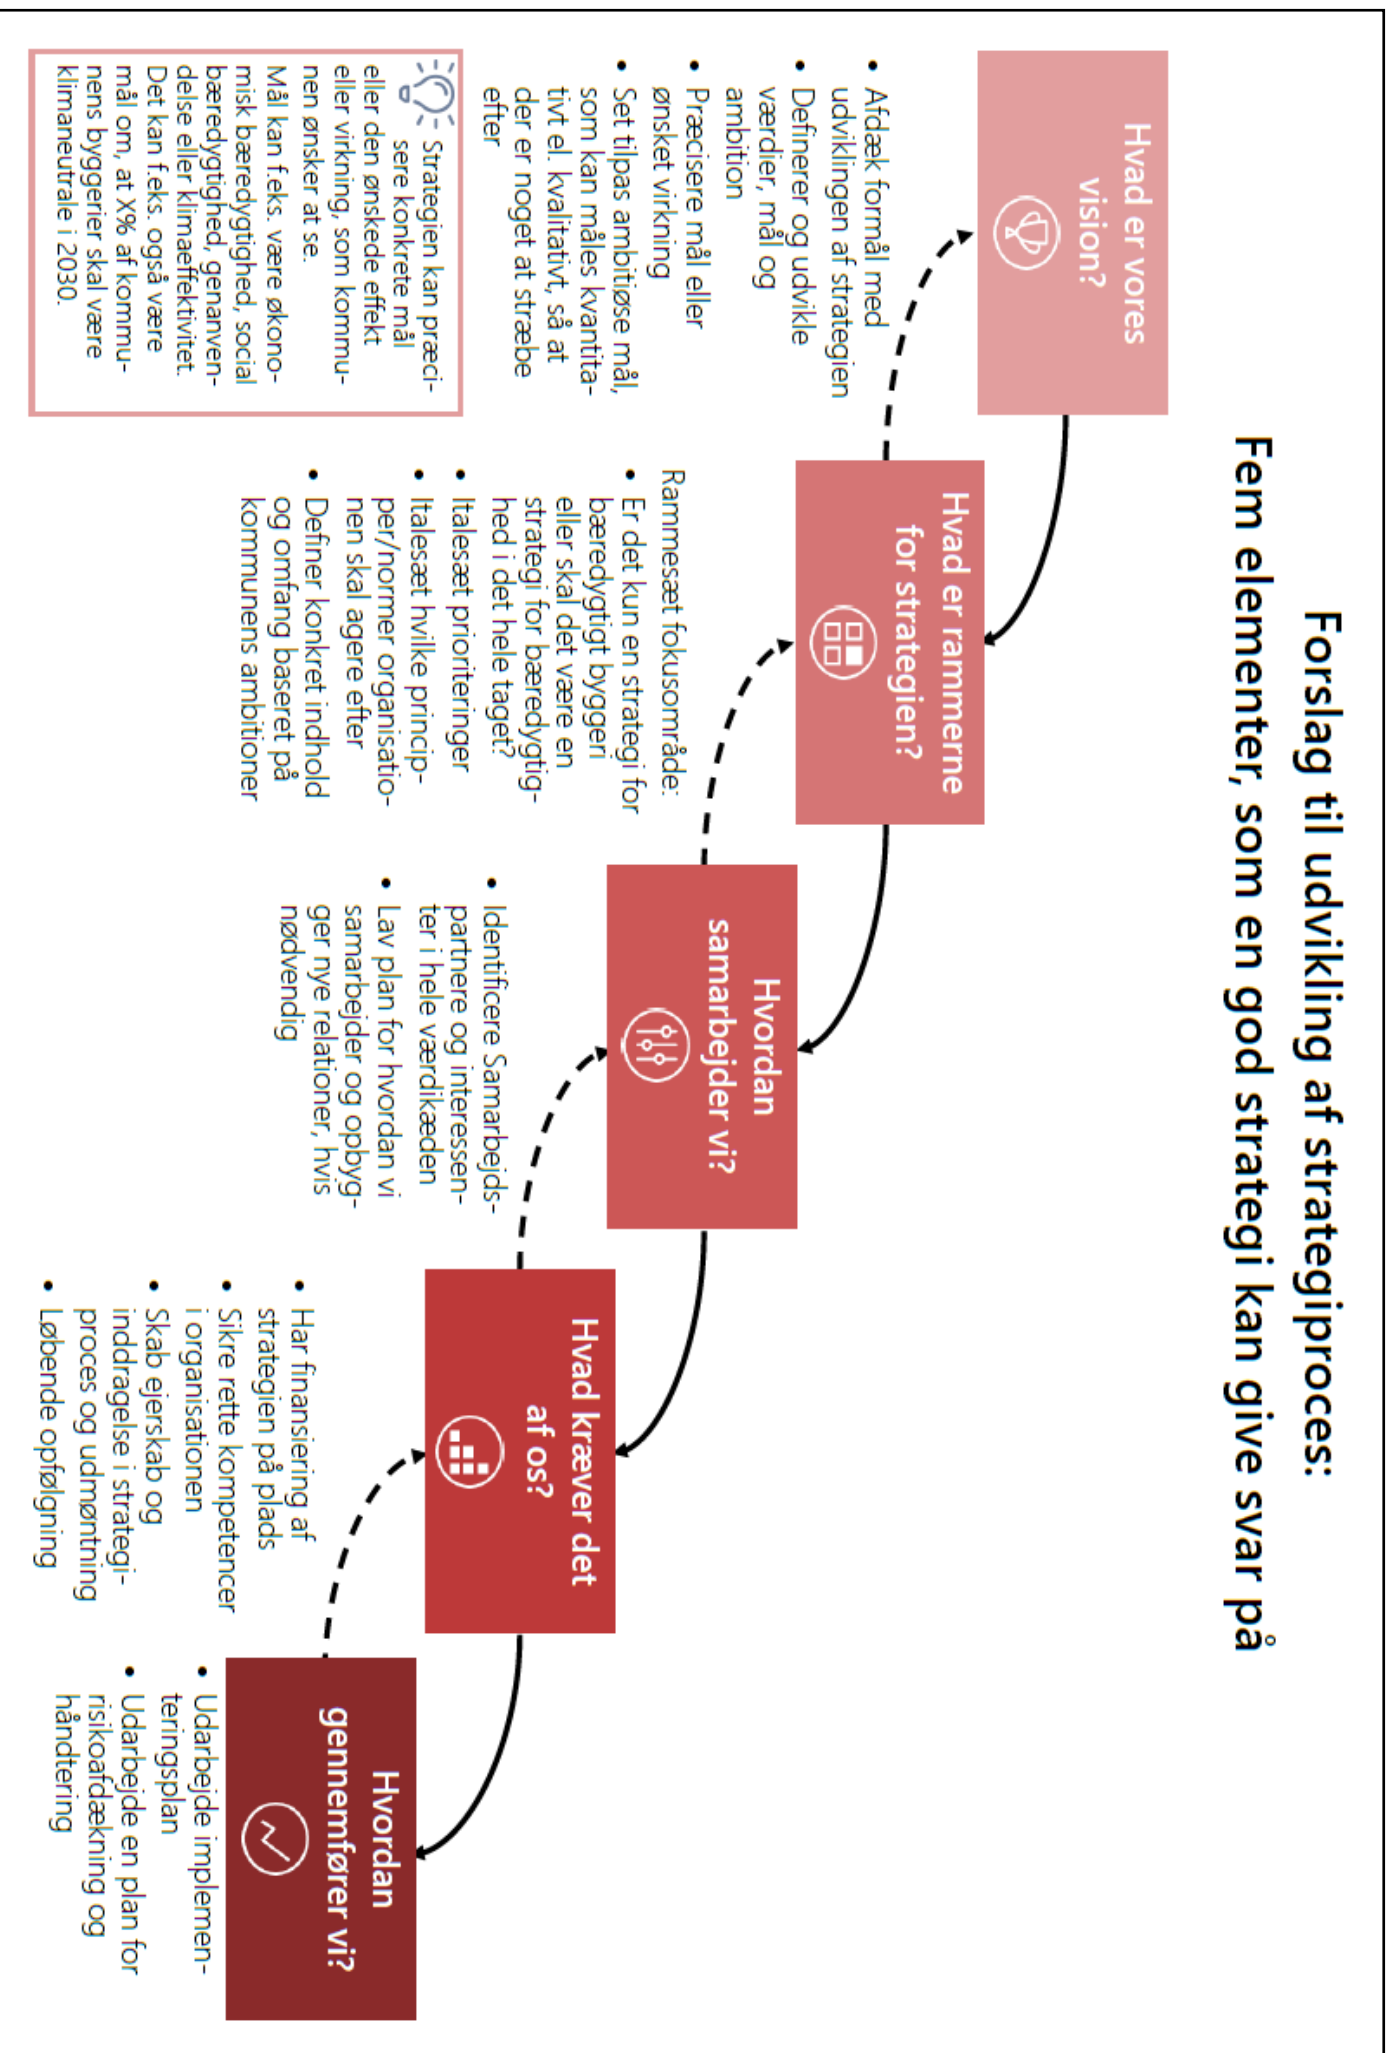 Forslag til udvikling af strategiproces:
Fem elementer, som en god strategi kan give svar på
Hvad er vores
vision?
• Afdæk formål med
udviklingen af strategien
• Definerer og udvikle
værdier, mål og
ambition
• Præcisere mål eller
ønsket virkning
• Set tilpas ambitiøse mål,
som kan måles kvantita-
tivt el. kvalitativt, så at
der er noget at stræbe
efter
Strategien kan præci-
sere konkrete mål
eller den ønskede effekt
eller virkning, som kommu-
nen ønsker at se.
Mål kan f.eks. være økono-
misk bæredygtighed, social
bæredygtighed, genanven-
delse eller klimaeffektivitet.
Det kan f.eks. også være
mål om, at X% af kommu-
nens byggerier skal være
klimaneutrale i 2030.
Hvad er rammerne
for strategien?
Rammesæt fokusområde:
• Er det kun en strategi for
bæredygtigt byggeri
eller skal det være en
strategi for bæredygtig-
hed i det hele taget?
• Italesæt prioriteringer
• Italesæt hvilke princip-
per/normer organisatio-
nen skal agere efter
• Definer konkret indhold
og omfang baseret på
kommunens ambitioner
Hvordan
samarbejder vi?
• Identificere Samarbejds-
partnere og interessen-
ter i hele værdikæden
• Lav plan for hvordan vi
samarbejder og opbyg-
ger nye relationer, hvis
nødvendig
Hvad kræver det
af os?
• Har finansiering af
strategien på plads
• Sikre rette kompetencer
i organisationen
• Skab ejerskab og
inddragelse i strategi-
proces og udmøntning
• Løbende opfølgning
Hvordan
gennemfører vi?
• Udarbejde implemen-
teringsplan
• Udarbejde en plan for
risikoafdækning og
håndtering